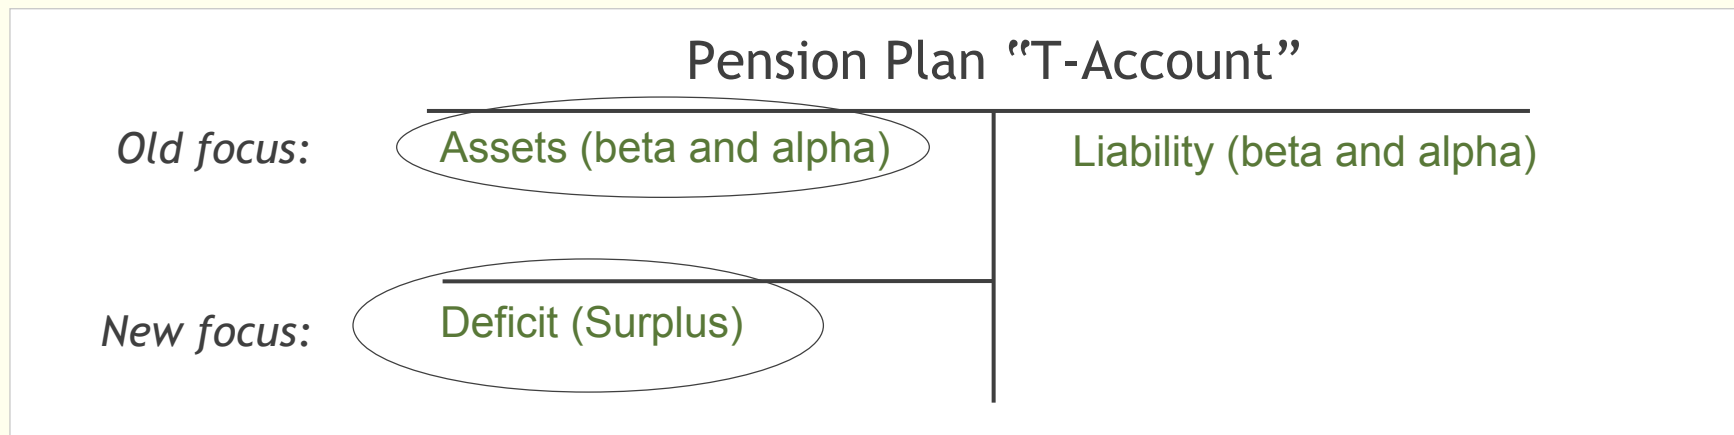 Pension Plan “T-Account”
Old focus: Assets (beta and alpha) Liability (beta and alpha)
New focus: Deficit (Surplus)